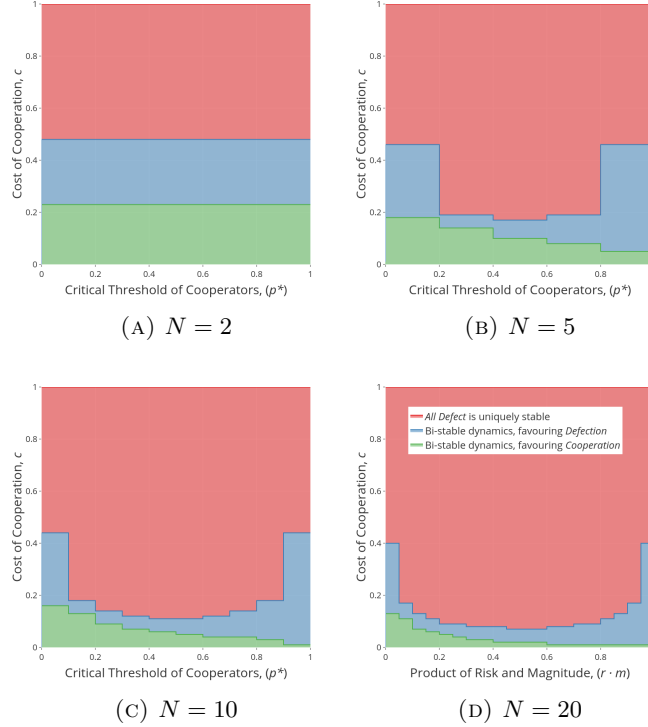 1
0.8
0.6
0.4
0.2
0
Cost of Cooperation, c
0 0.2 0.4 0.6 0.8 1
Critical Threshold of Cooperators, (p*)
(A) N = 2
1
0.8
0.6
0.4
0.2
0
Cost of Cooperation, c
0 0.2 0.4 0.6 0.8
Critical Threshold of Cooperators, (p*)
(B) N = 5
1
0.8
0.6
0.4
0.2
0
Cost of Cooperation, c
0 0.2 0.4 0.6 0.8 1
Critical Threshold of Cooperators, (p*)
(C) N = 10
1
0.8
0.6
0.4
0.2
0
Cost of Cooperation, c
All Defect is uniquely stable
Bi-stable dynamics, favouring Defection
Bi-stable dynamics, favouring Cooperation
0 0.2 0.4 0.6 0.8
Product of Risk and Magnitude, (r · m)
(D) N = 20